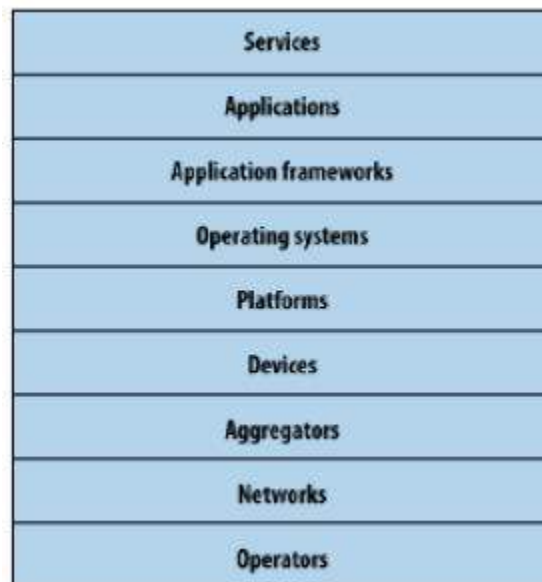 Services
Applications
Application frameworks
Operating systems
Platforms
Devices
Aggregators
Networks
Operators